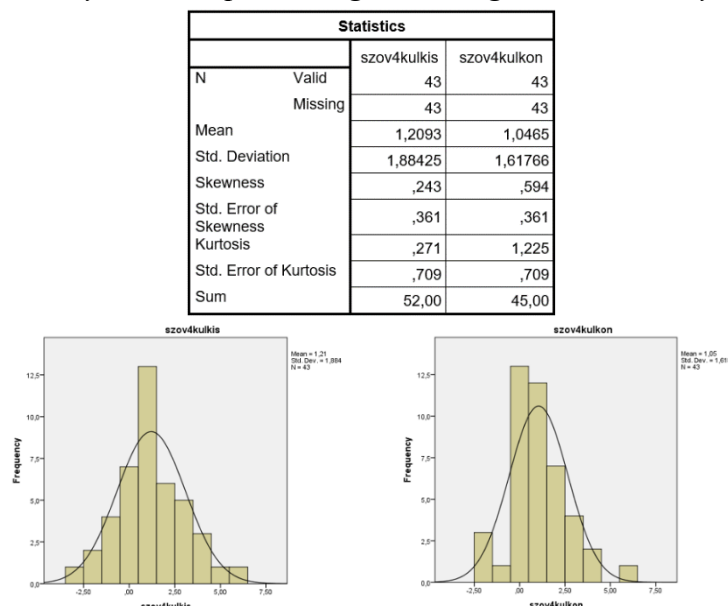 Statistics
szov4kulkis szov4kulkon
N Valid 43 43
Missing 43 43
Mean 1,2093 1,0465
Std. Deviation 1,88425 1,61766
Skewness ,243 ,594
Std. Error of Skewness ,361 ,361
Kurtosis ,271 1,225
Std. Error of Kurtosis ,709 ,709
Sum 52,00 45,00
szov4kulkis
Mean = 1,21
Std. Dev. = 1,884
N = 43
Frequency
12,5
10,0
7,5
5,0
2,5
0,0
-2,50 ,00 2,50 5,00 7,50
szov4kulkis
szov4kulkon
Mean = 1,05
Std. Dev. = 1,61
N = 43
Frequency
12,5
10,0
7,5
5,0
2,5
0,0
-2,50 ,00 2,50 5,00 7,50
szov4kulkon